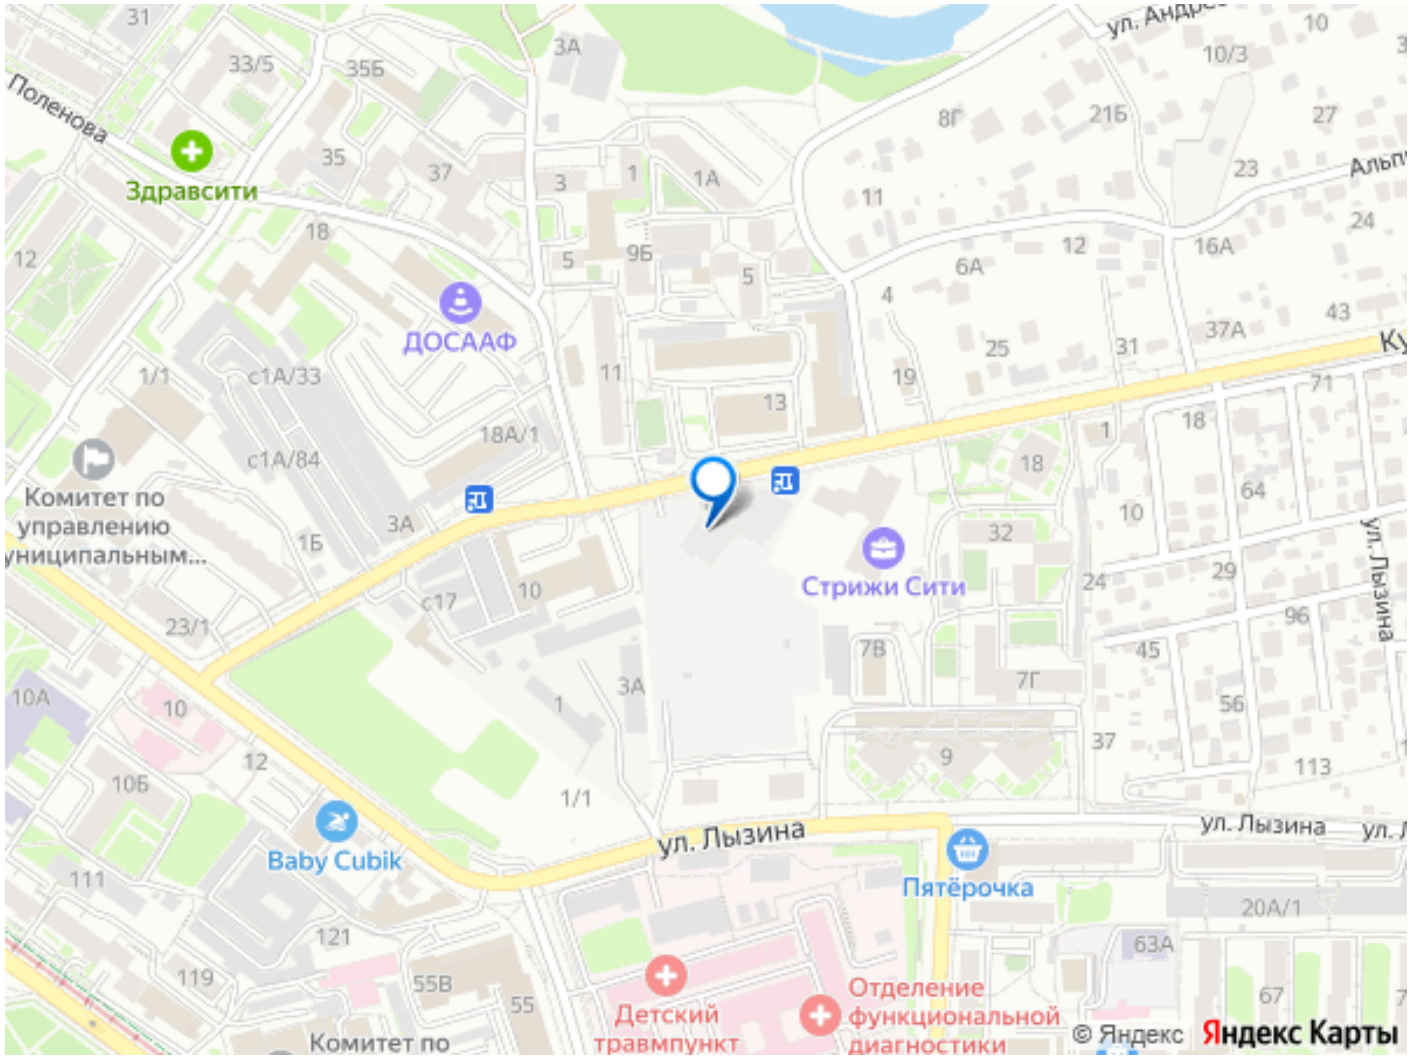 31
33/5
35Б
3А
ул. Андрее
10
10/3
3
Поленова
8Г
21Б
27
35
37
Здравсити
3
1
1А
11
23
Альп
18
12
5
9Б
5
6А
12
16А
24
4
ДОСААФ
43
37А
Ку
1/1
с1А/33
11
25
31
19
71
13
18А/1
18
1
с1А/84
18
64
Комитет по
управлению
униципальным...
3А
1Б
10
32
ул. Лызина
Стрижи Сити
29
24
с17
10
96
23/1
7В
45
10А
3А
7Г
10
1
56
12
9
37
113
10Б
1/1
ул. Лызина
ул. Лызина
ул. Л
Baby Cubik
Пятёрочка
111
20А/1
121
63А
119
55В
55
Детский
травмпункт
Отделение
функциональной
диагностики
67
7
Комитет по
© Яндекс Яндекс Карты